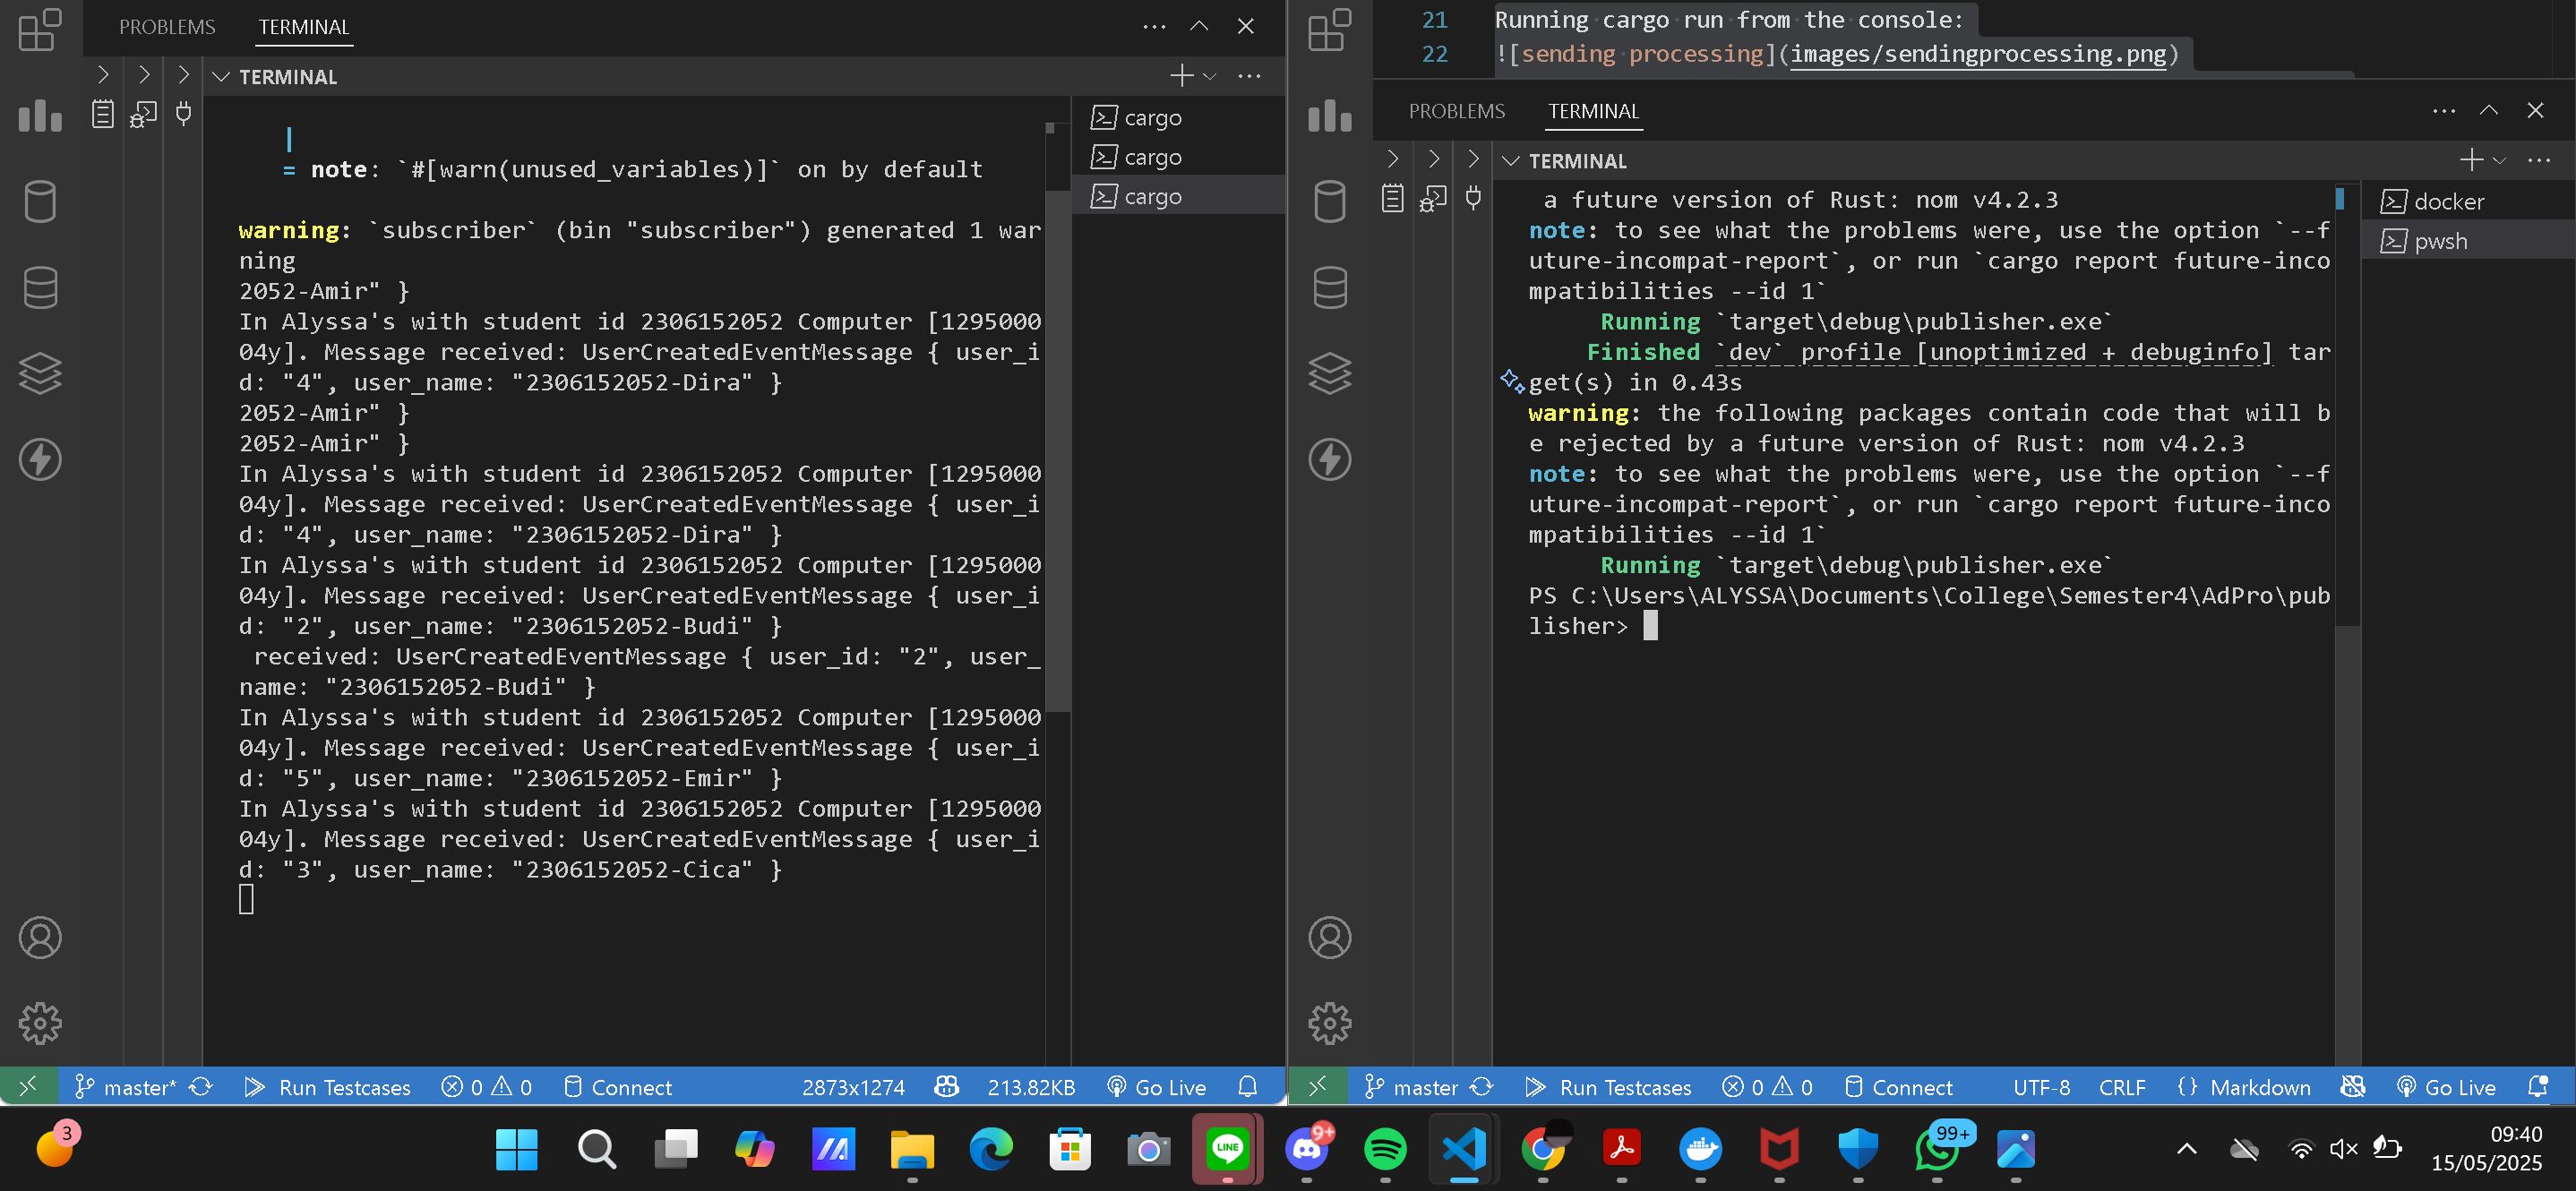 PROBLEMS TERMINAL
TERMINAL
cargo
cargo
cargo
|
= note: `#[warn(unused_variables)]` on by default
warning: `subscriber` (bin "subscriber") generated 1 war
ning
2052-Amir" }
In Alyssa's with student id 2306152052 Computer [1295000
04y]. Message received: UserCreatedEventMessage { user_i
d: "4", user_name: "2306152052-Dira" }
2052-Amir" }
2052-Amir" }
In Alyssa's with student id 2306152052 Computer [1295000
04y]. Message received: UserCreatedEventMessage { user_i
d: "4", user_name: "2306152052-Dira" }
In Alyssa's with student id 2306152052 Computer [1295000
04y]. Message received: UserCreatedEventMessage { user_i
d: "2", user_name: "2306152052-Budi" }
 received: UserCreatedEventMessage { user_id: "2", user_
name: "2306152052-Budi" }
In Alyssa's with student id 2306152052 Computer [1295000
04y]. Message received: UserCreatedEventMessage { user_i
d: "5", user_name: "2306152052-Emir" }
In Alyssa's with student id 2306152052 Computer [1295000
04y]. Message received: UserCreatedEventMessage { user_i
d: "3", user_name: "2306152052-Cica" }
master* Run Testcases 0 0 Connect 2873x1274 213.82KB Go Live
21 Running cargo run from the console:
22 ![sending processing](images/sendingprocessing.png)
PROBLEMS TERMINAL
TERMINAL
docker
pwsh
 a future version of Rust: nom v4.2.3
note: to see what the problems were, use the option `--f
uture-incompat-report`, or run `cargo report future-inco
mpatibilities --id 1`
Running `target\debug\publisher.exe`
Finished `dev` profile [unoptimized + debuginfo] tar
get(s) in 0.43s
warning: the following packages contain code that will b
e rejected by a future version of Rust: nom v4.2.3
note: to see what the problems were, use the option `--f
uture-incompat-report`, or run `cargo report future-inco
mpatibilities --id 1`
Running `target\debug\publisher.exe`
PS C:\Users\ALYSSA\Documents\College\Semester4\AdPro\pub
lisher>
master Run Testcases 0 0 Connect UTF-8 CRLF {} Markdown Go Live
3
LINE
9+
99+
09:40
15/05/2025